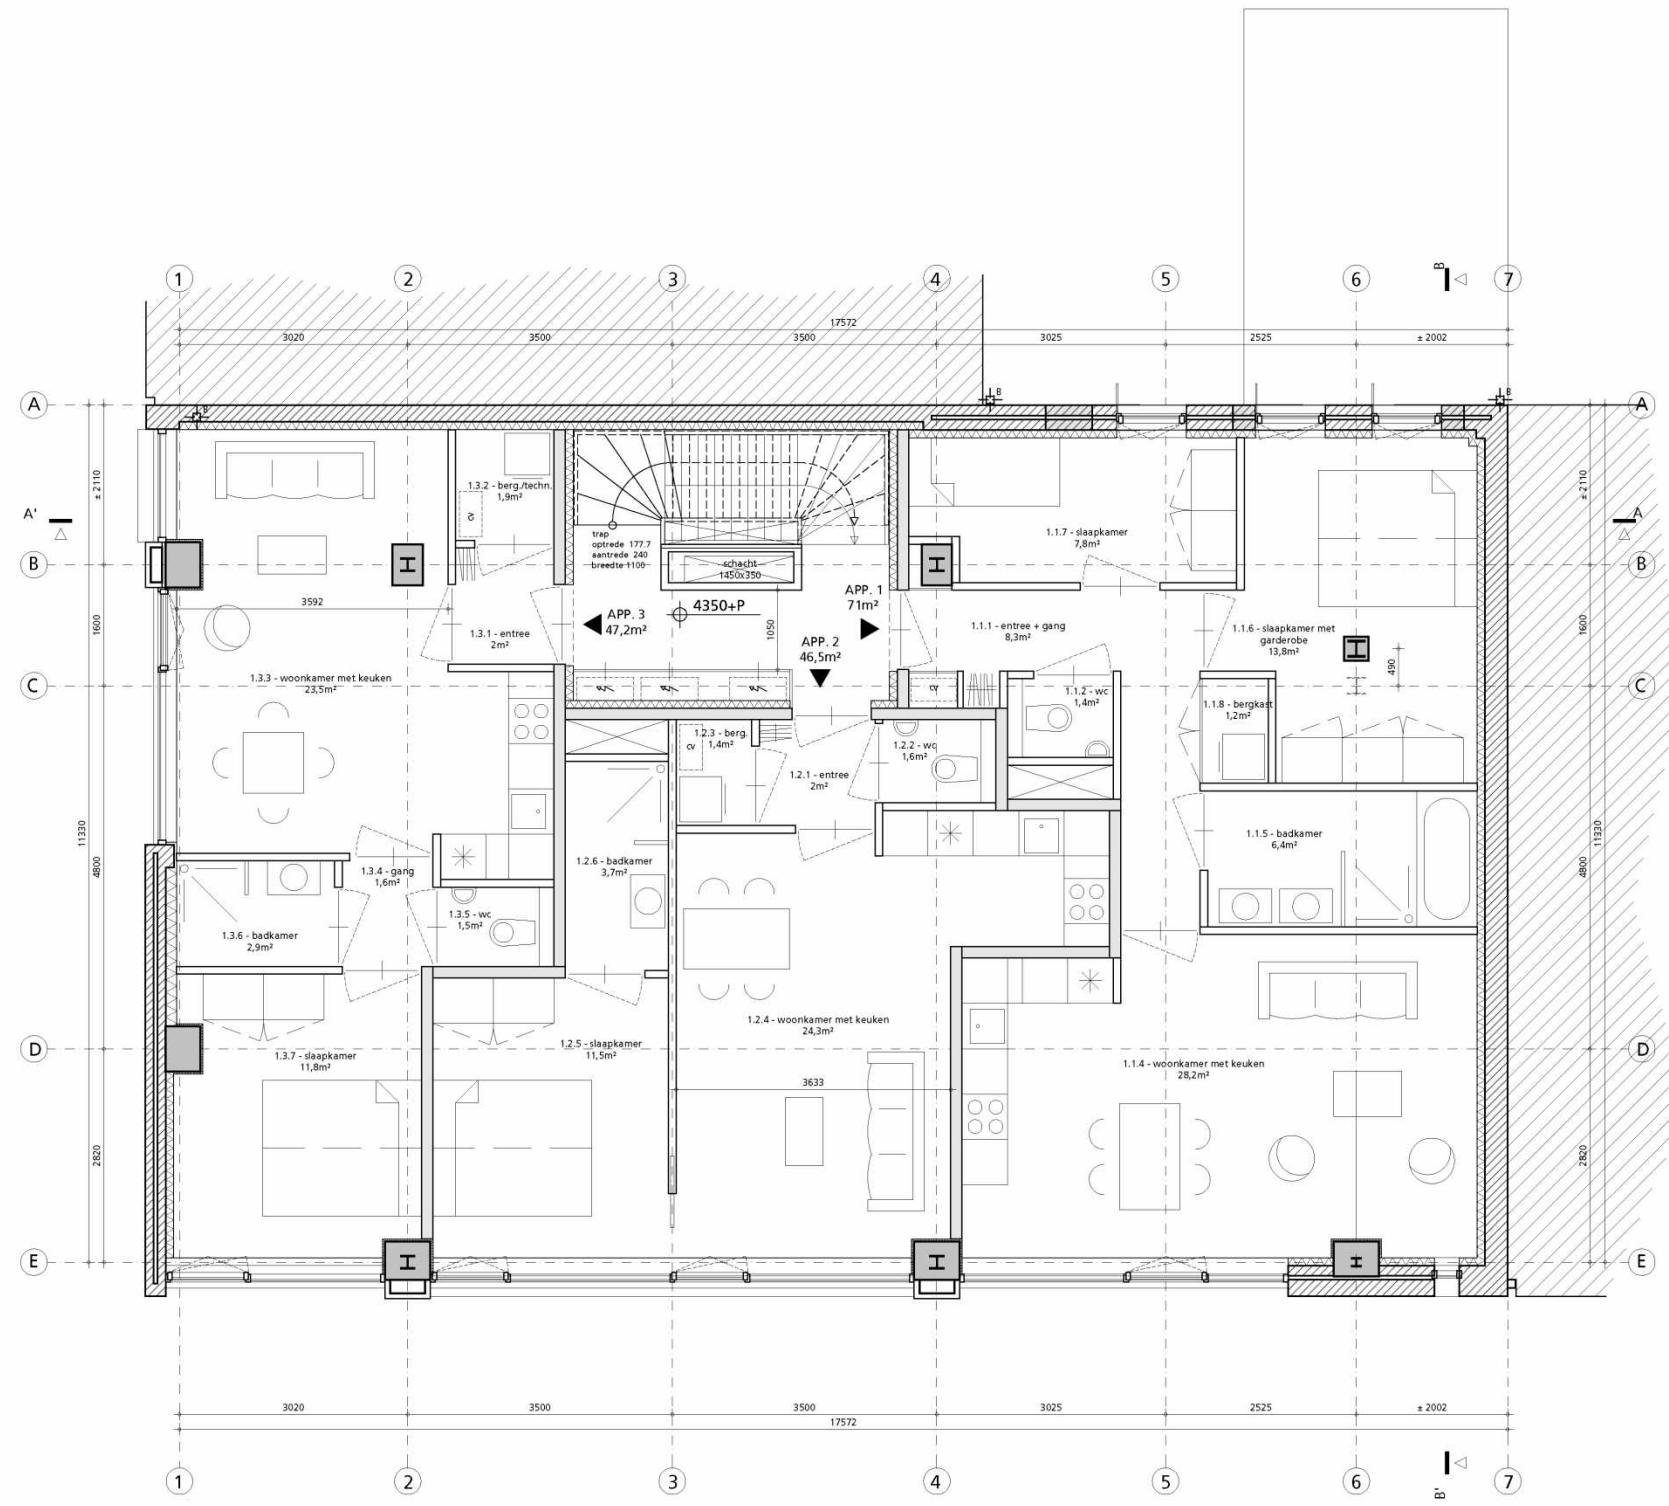 B
1 2 3 4 5 6 7
17572
3020 3500 3500 3025 2525 ± 2002
B B B
A A
± 2110 ± 2110
A' A
1.3.2 - berg./techn.
1,9m²
cv
trap
optrede 177.7
aantrede 240
breedte 1100
schacht
1450x350
1.1.7 - slaapkamer
7,8m²
B B
3592
4350+P
APP. 3
47,2m²
APP. 1
71m²
APP. 2
46,5m²
1050
1600 1600
1.3.1 - entree
2m²
1.1.1 - entree + gang
8,3m²
1.1.6 - slaapkamer met
garderobe
13,8m²
490
1.3.3 - woonkamer met keuken
23,5m²
C C
cv
1.1.2 - wc
1,4m²
1.1.8 - bergkast
1,2m²
1.2.3 - berg.
1,4m²
cv
1.2.2 - wc
1,6m²
1.2.1 - entree
2m²
11330 11330
4800 4800
1.1.5 - badkamer
6,4m²
1.3.4 - gang
1,6m²
1.2.6 - badkamer
3,7m²
1.3.5 - wc
1,5m²
1.3.6 - badkamer
2,9m²
1.2.4 - woonkamer met keuken
24,3m²
1.3.7 - slaapkamer
11,8m²
1.2.5 - slaapkamer
11,5m²
D D
1.1.4 - woonkamer met keuken
28,2m²
3633
2820 2820
E E
3020 3500 3500 3025 2525 ± 2002
17572
1 2 3 4 5 6 7
B'